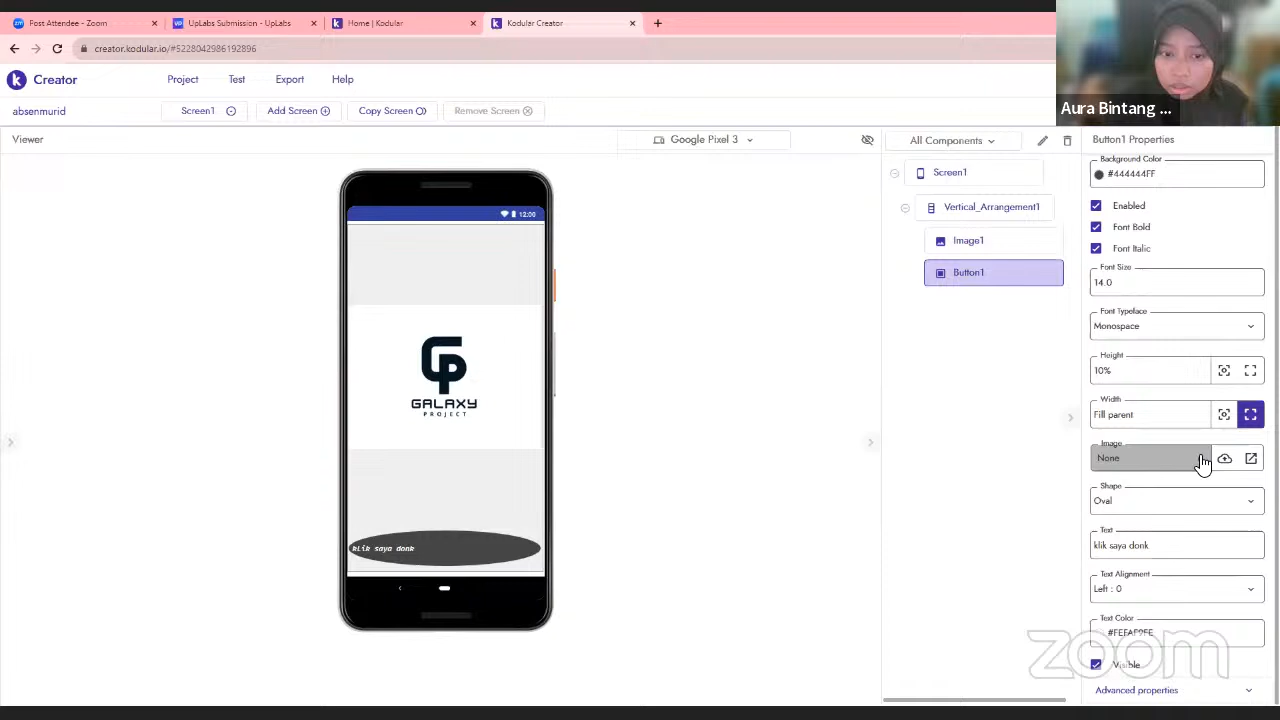 Post Attendee - Zoom
UpLabs Submission - UpLabs
Home | Kodular
Kodular Creator
creator.kodular.io/#5228042986192896
Aura Bintang ...
Creator
Project
Test
Export
Help
absenmurid
Screen1
Add Screen
Copy Screen
Remove Screen
Viewer
Google Pixel 3
All Components
Button1 Properties
12:00
GALAXY
PROJECT
klik saya donk
Screen1
Vertical_Arrangement1
Image1
Button1
Background Color
#444444FF
Enabled
Font Bold
Font Italic
Font Size
14.0
Font Typeface
Monospace
Height
10%
Width
Fill parent
Image
None
Shape
Oval
Text
klik saya donk
Text Alignment
Left : 0
Text Color
#FEFAF9FE
Visible
Advanced properties
zoom